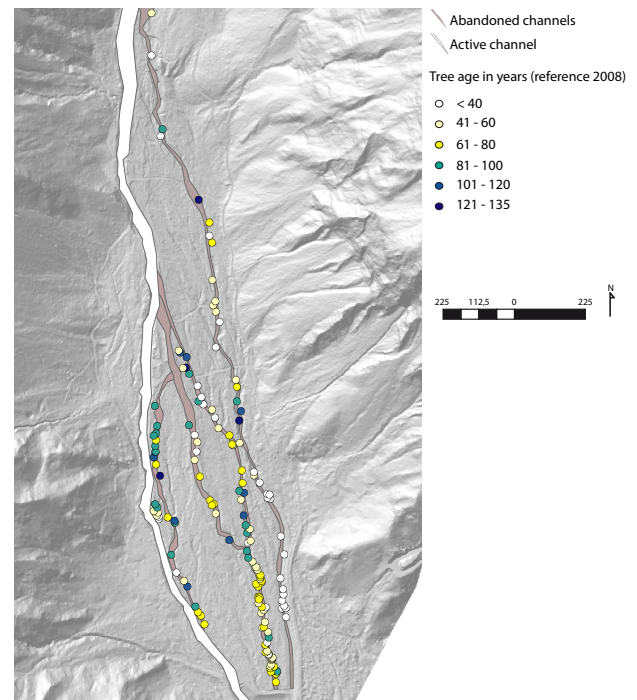 Abandoned channels
Active channel
Tree age in years (reference 2008)
< 40
41 - 60
61 - 80
81 - 100
101 - 120
121 - 135
N
225 112,5 0 225